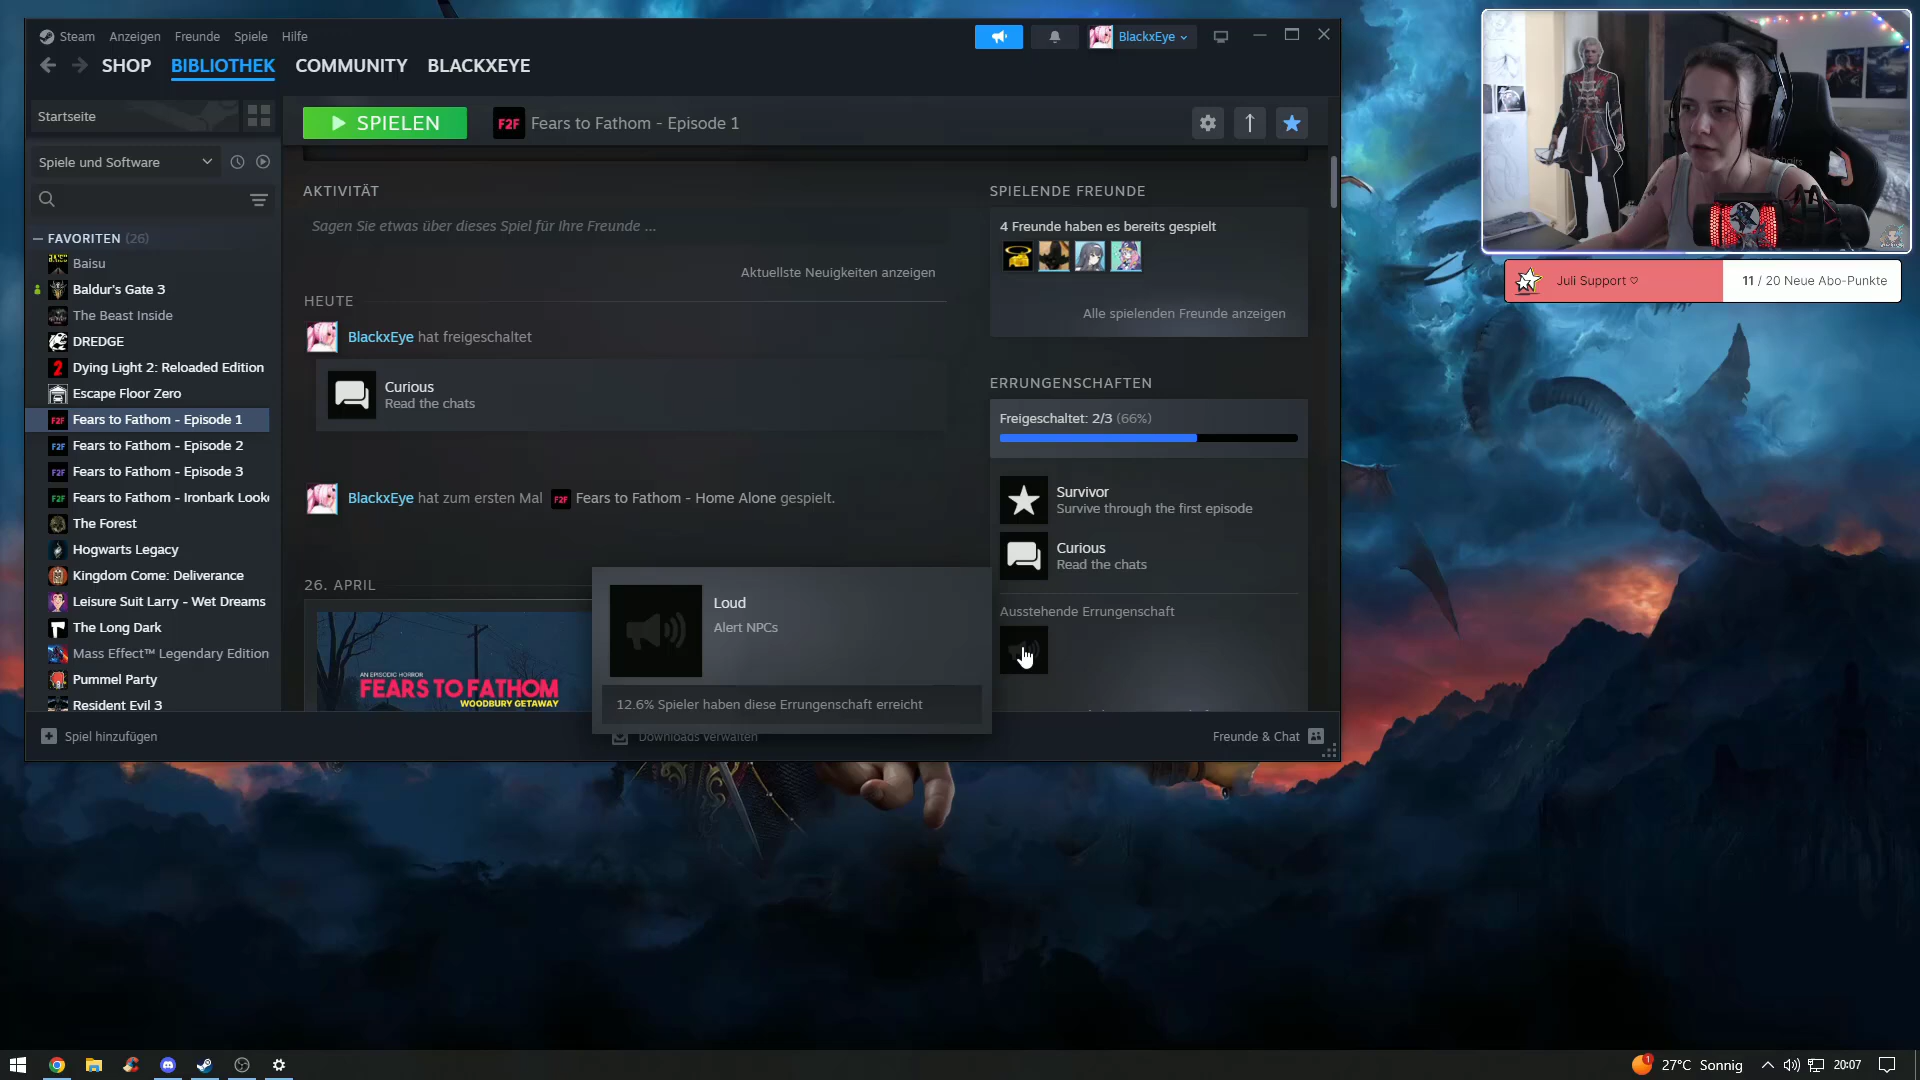 Steam Anzeigen Freunde Spiele Hilfe
BlackxEye
SHOP BIBLIOTHEK COMMUNITY BLACKXEYE
Startseite
SPIELEN
F2F
Fears to Fathom - Episode 1
Spiele und Software
FAVORITEN (26)
Baisu
Baldur's Gate 3
The Beast Inside
DREDGE
Dying Light 2: Reloaded Edition
Escape Floor Zero
F2F Fears to Fathom - Episode 1
F2F Fears to Fathom - Episode 2
F2F Fears to Fathom - Episode 3
F2F Fears to Fathom - Ironbark Look
The Forest
Hogwarts Legacy
Kingdom Come: Deliverance
Leisure Suit Larry - Wet Dreams
The Long Dark
Mass Effect™ Legendary Edition
Pummel Party
Resident Evil 3
AKTIVITÄT
Sagen Sie etwas über dieses Spiel für Ihre Freunde ...
Aktuellste Neuigkeiten anzeigen
HEUTE
BlackxEye hat freigeschaltet
Curious
Read the chats
BlackxEye hat zum ersten Mal F2F Fears to Fathom - Home Alone gespielt.
26. APRIL
AN EPISODIC HORROR
FEARS TO FATHOM
WOODBURY GETAWAY
Loud
Alert NPCs
12.6% Spieler haben diese Errungenschaft erreicht
SPIELENDE FREUNDE
4 Freunde haben es bereits gespielt
Alle spielenden Freunde anzeigen
ERRUNGENSCHAFTEN
Freigeschaltet: 2/3 (66%)
Survivor
Survive through the first episode
Curious
Read the chats
Ausstehende Errungenschaft
Spiel hinzufügen
Downloads verwalten
Freunde & Chat
Juli Support ♡
11 / 20 Neue Abo-Punkte
1
27°C Sonnig
20:07